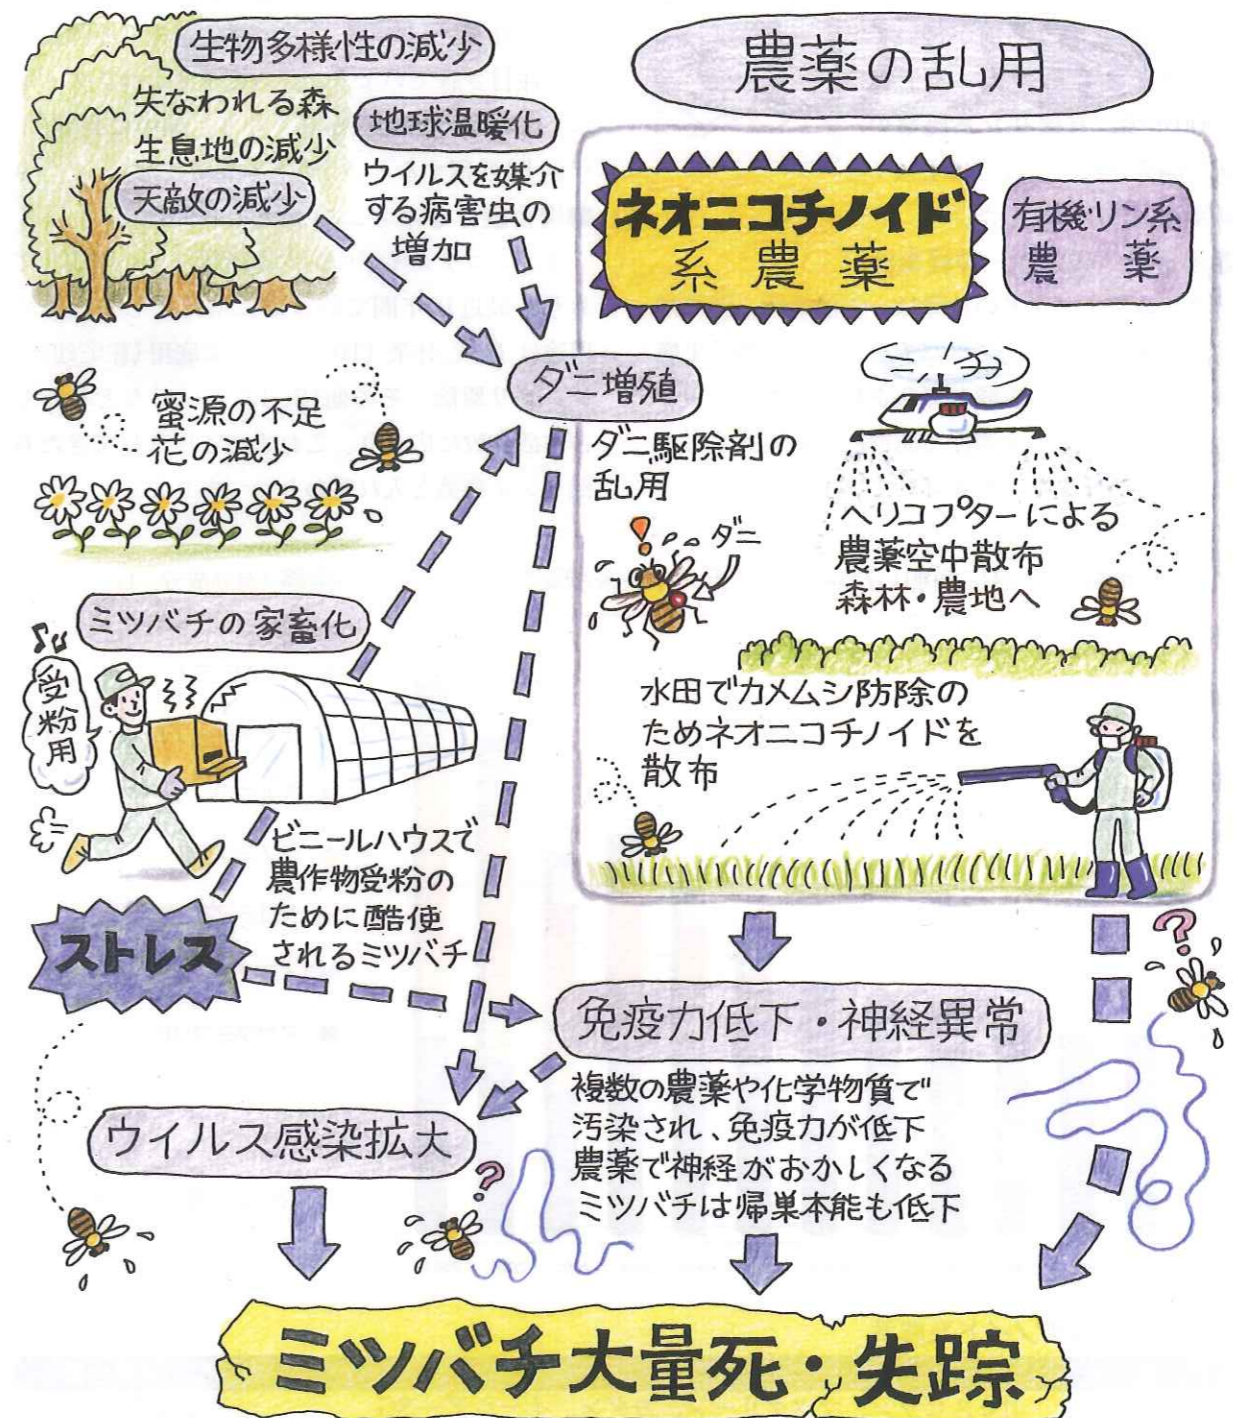 生物多様性の減少
失なわれる森
生息地の減少
天敵の減少
地球温暖化
ウイルスを媒介
する病害虫の
増加
農薬の乱用
ネオニコチノイド
系農薬
有機リン系
農薬
蜜源の不足
花の減少
ダニ増殖
ダニ駆除剤の
乱用
ダニ
ヘリコプターによる
農薬空中散布
森林・農地へ
ミツバチの家畜化
受粉用
水田でカメムシ防除の
ためネオニコチノイドを
散布
ビニールハウスで
農作物受粉の
ために酷使
されるミツバチ
ストレス
免疫力低下・神経異常
複数の農薬や化学物質で
汚染され、免疫力が低下
農薬で神経がおかしくなる
ミツバチは帰巣本能も低下
ウイルス感染拡大
ミツバチ大量死・失踪